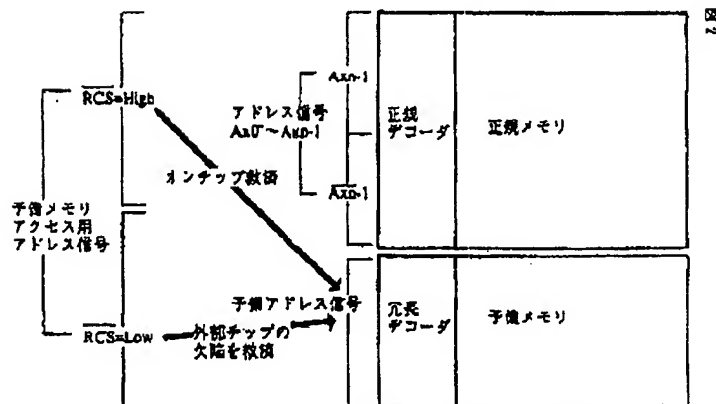 図2
RCS=High
Axn-1
アドレス信号
Ax0~Axn-1
正規
デコーダ
正規メモリ
オンチップ救済
Axn-1
予備メモリ
アクセス用
アドレス信号
予備アドレス信号
冗長
デコーダ
予備メモリ
RCS=Low
外部チップの
欠陥を救済